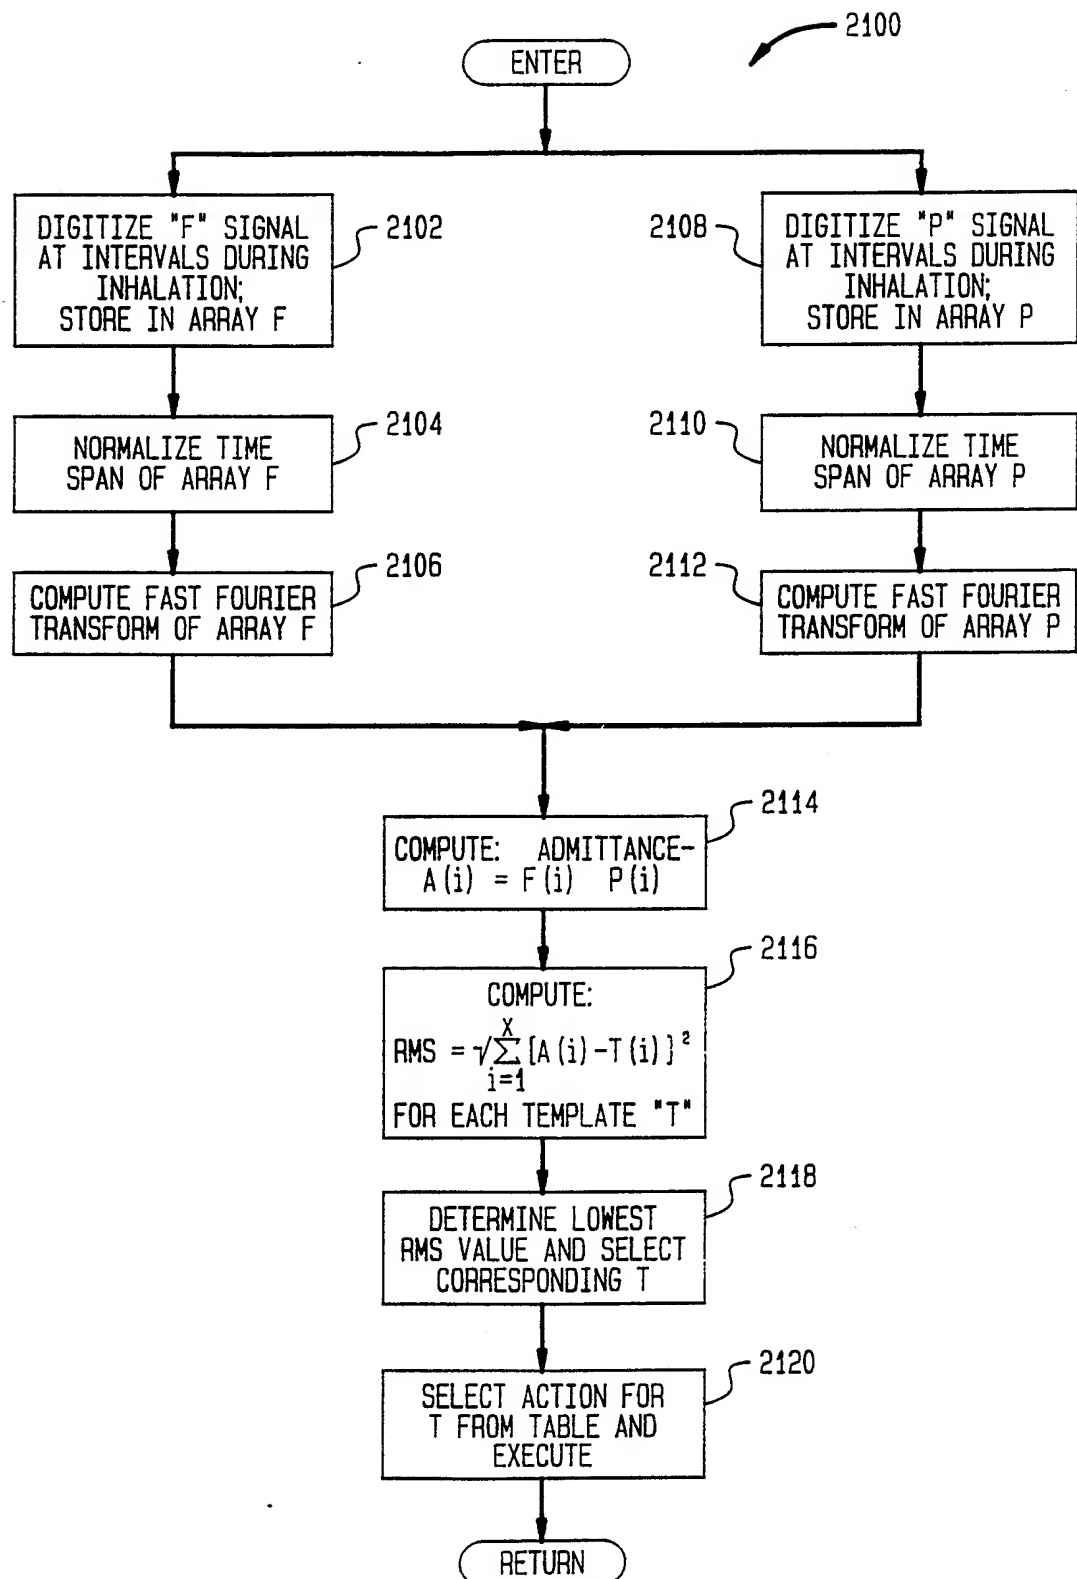 2100
ENTER
DIGITIZE "F" SIGNAL
AT INTERVALS DURING
INHALATION;
STORE IN ARRAY F
2102
2108
DIGITIZE "P" SIGNAL
AT INTERVALS DURING
INHALATION;
STORE IN ARRAY P
NORMALIZE TIME
SPAN OF ARRAY F
2104
2110
NORMALIZE TIME
SPAN OF ARRAY P
COMPUTE FAST FOURIER
TRANSFORM OF ARRAY F
2106
2112
COMPUTE FAST FOURIER
TRANSFORM OF ARRAY P
2114
COMPUTE: ADMITTANCE-
A(i) = F(i) P(i)
2116
COMPUTE:
X
RMS = √∑[A(i)-T(i)]²
i=1
FOR EACH TEMPLATE "T"
2118
DETERMINE LOWEST
RMS VALUE AND SELECT
CORRESPONDING T
2120
SELECT ACTION FOR
T FROM TABLE AND
EXECUTE
RETURN